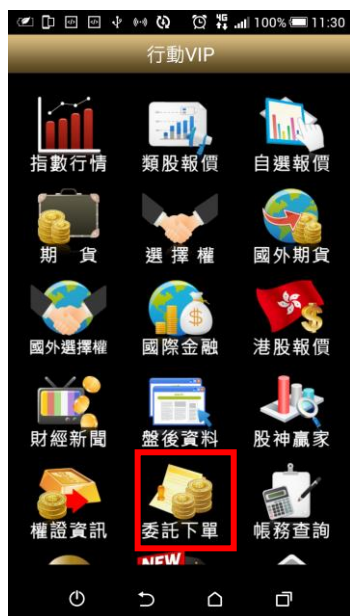 4G 100% 11:30
行動VIP
指數行情 類股報價 自選報價
期 貨 選 擇 權 國外期貨
國外選擇權 國際金融 港股報價
財經新聞 盤後資料 股神贏家
權證資訊 委託下單 帳務查詢
NEW